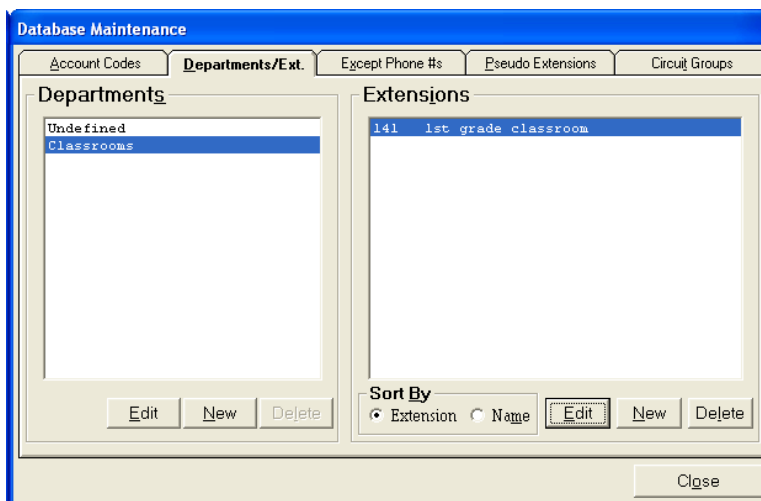 Database Maintenance
Account Codes
Departments/Ext.
Except Phone #s
Pseudo Extensions
Circuit Groups
Departments
Undefined
Classrooms
Edit
New
Delete
Extensions
141 1st grade classroom
Sort By
Extension
Name
Edit
New
Delete
Close